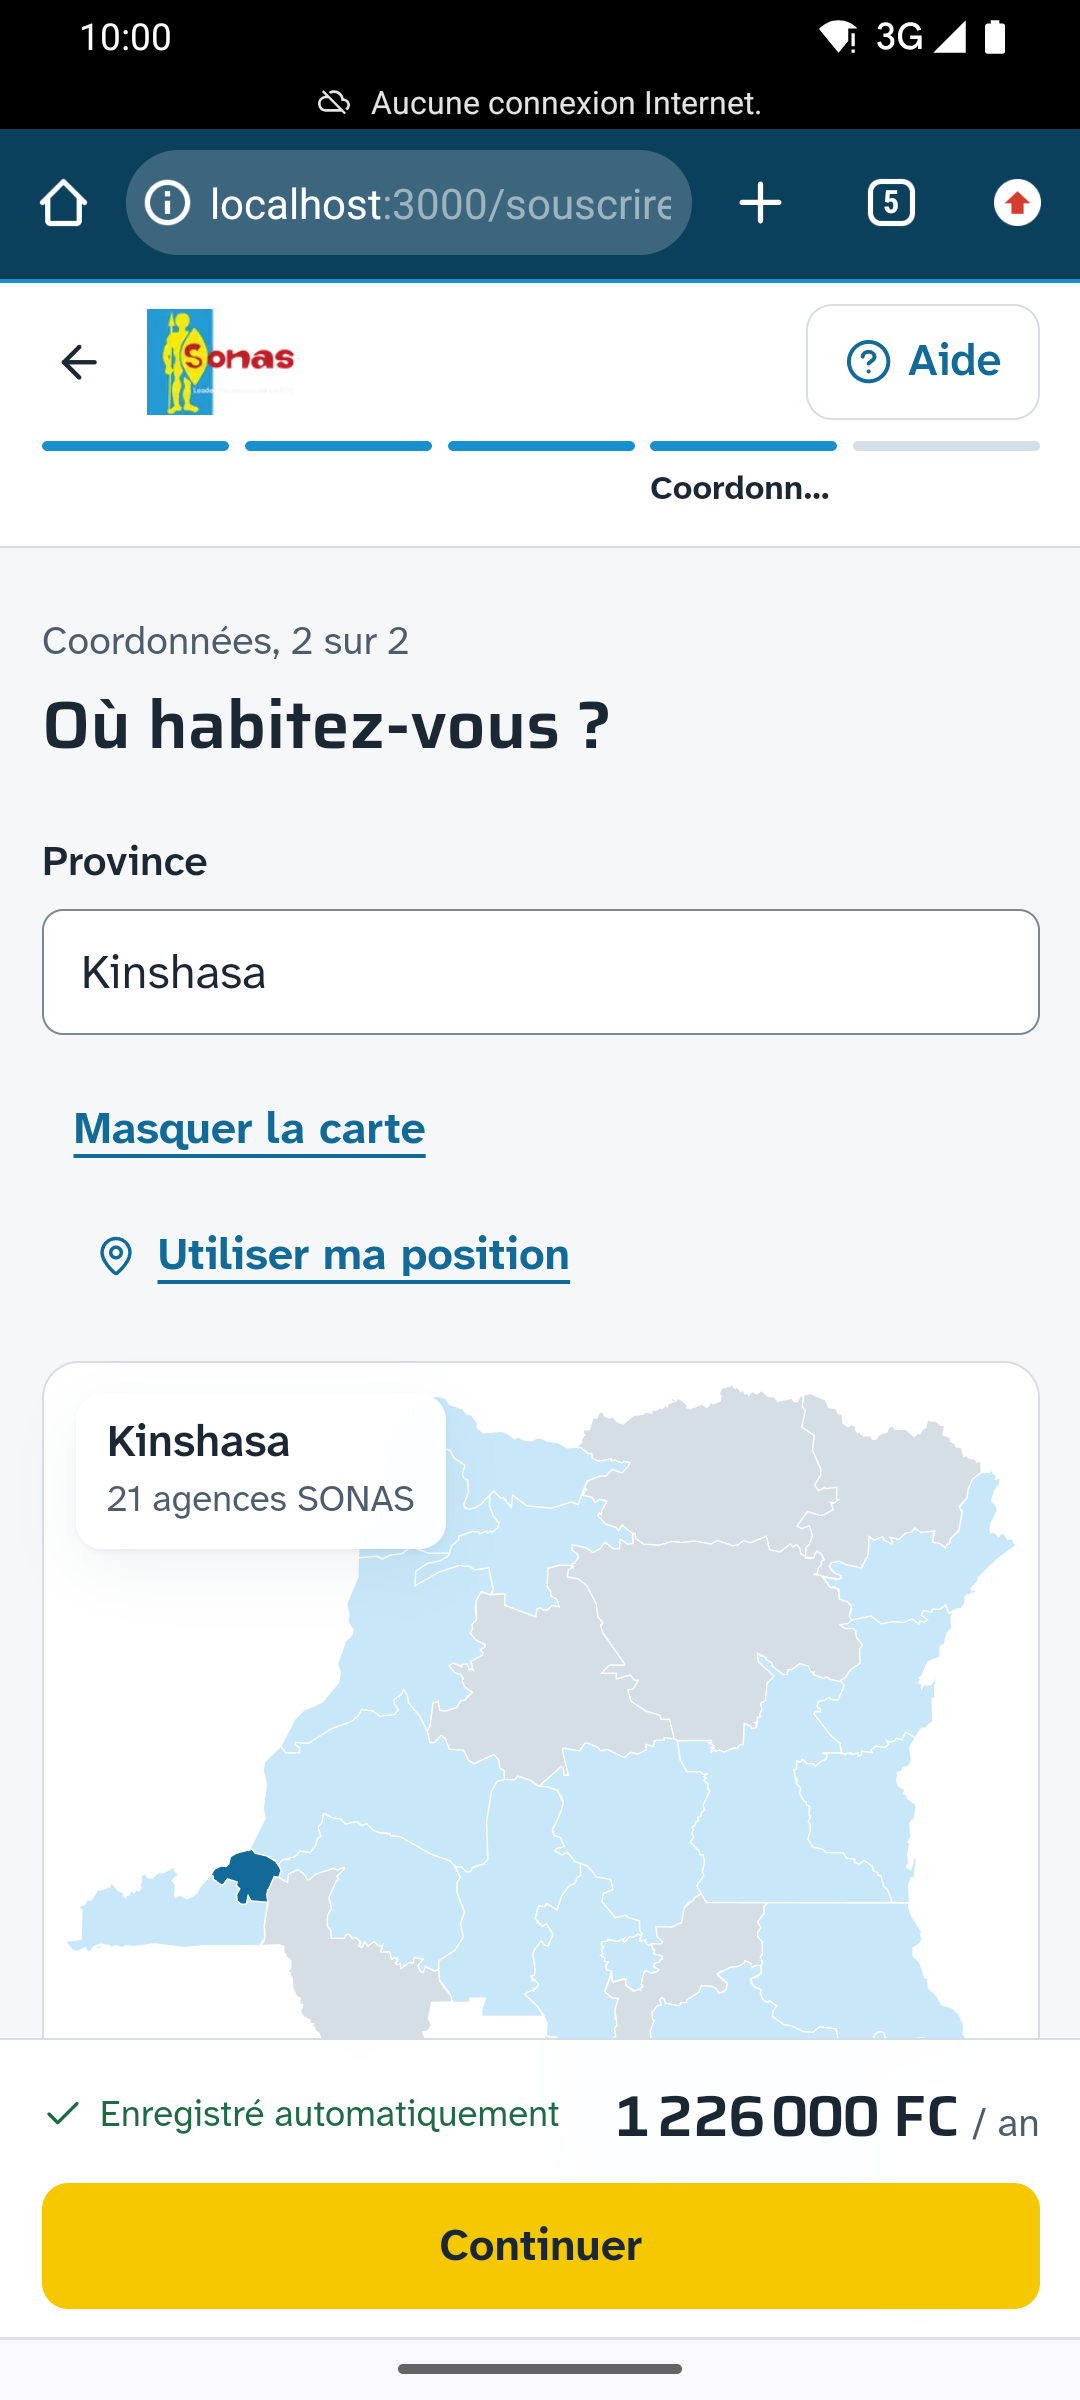 10:00
3G
Aucune connexion Internet.
localhost:3000/souscrire
5
Sonas
Aide
Coordonn...
Coordonnées, 2 sur 2
Où habitez-vous ?
Province
Kinshasa
Masquer la carte
Utiliser ma position
Kinshasa
21 agences SONAS
Enregistré automatiquement
1 226 000 FC / an
Continuer